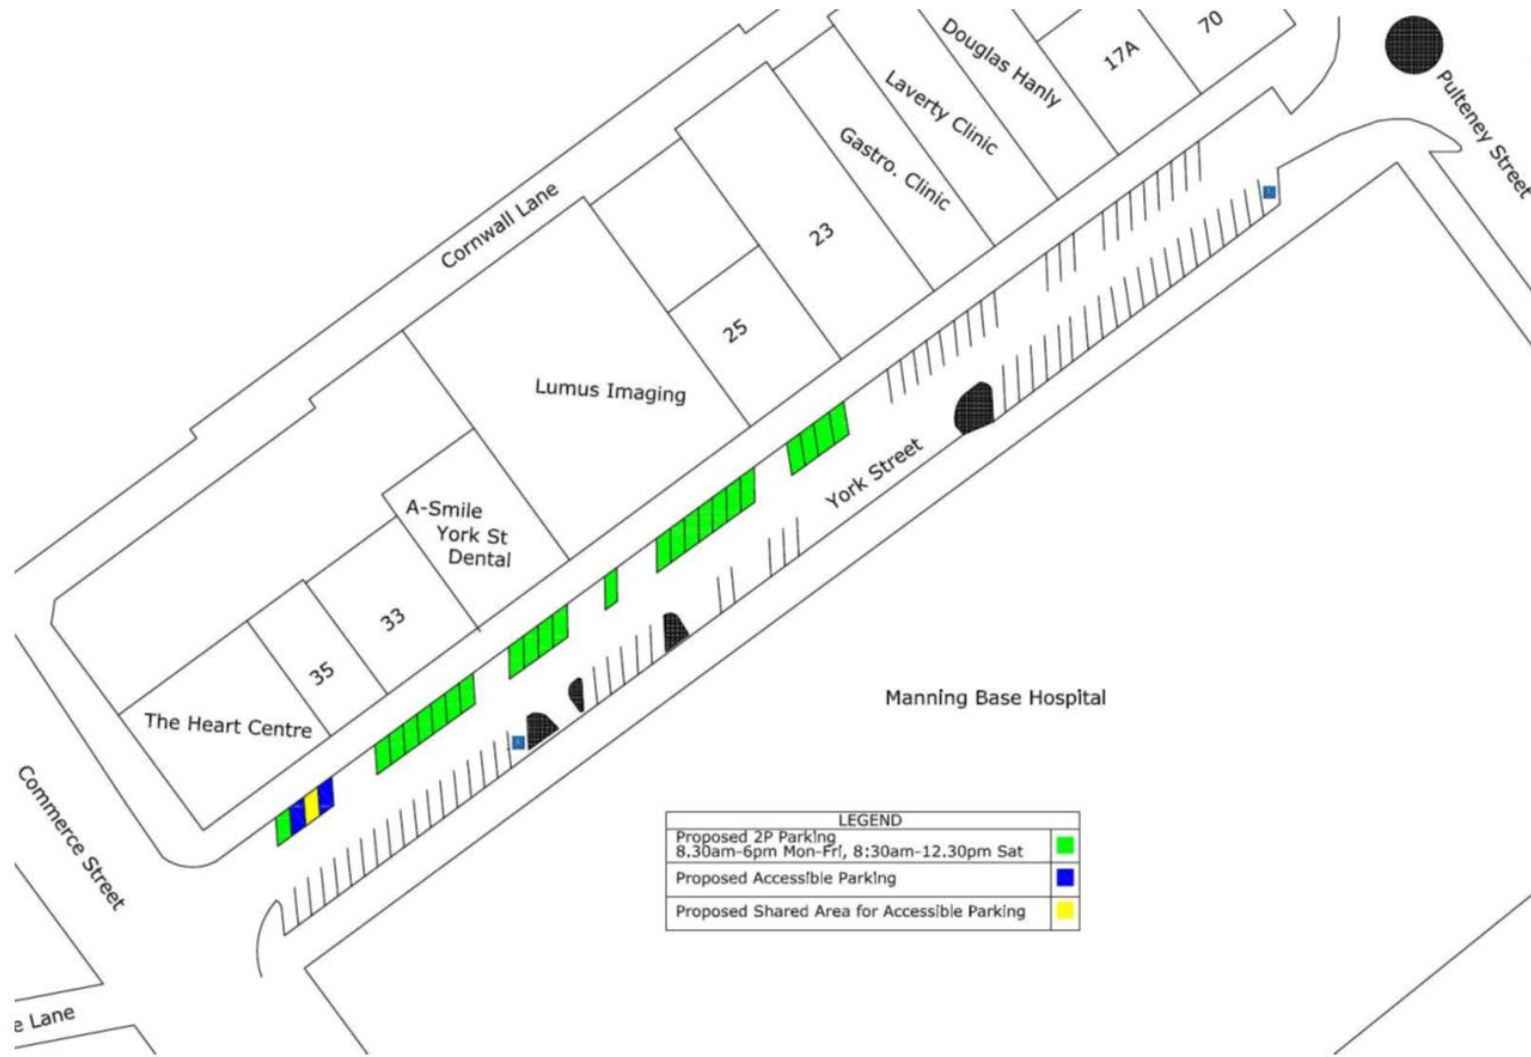 Douglas Hanly
17A
70
Pulteney Street
Laverty Clinic
Gastro. Clinic
Cornwall Lane
23
25
Lumus Imaging
York Street
A-Smile
York St
Dental
33
35
The Heart Centre
Manning Base Hospital
Commerce Street
e Lane
LEGEND
Proposed 2P Parking
8.30am-6pm Mon-Fri, 8:30am-12.30pm Sat
Proposed Accessible Parking
Proposed Shared Area for Accessible Parking